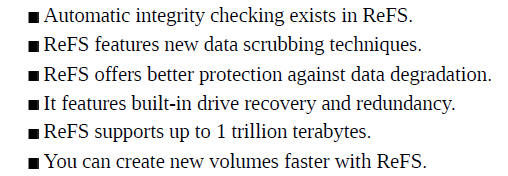 ■ Automatic integrity checking exists in ReFS.
■ ReFS features new data scrubbing techniques.
■ ReFS offers better protection against data degradation.
■ It features built-in drive recovery and redundancy.
■ ReFS supports up to 1 trillion terabytes.
■ You can create new volumes faster with ReFS.